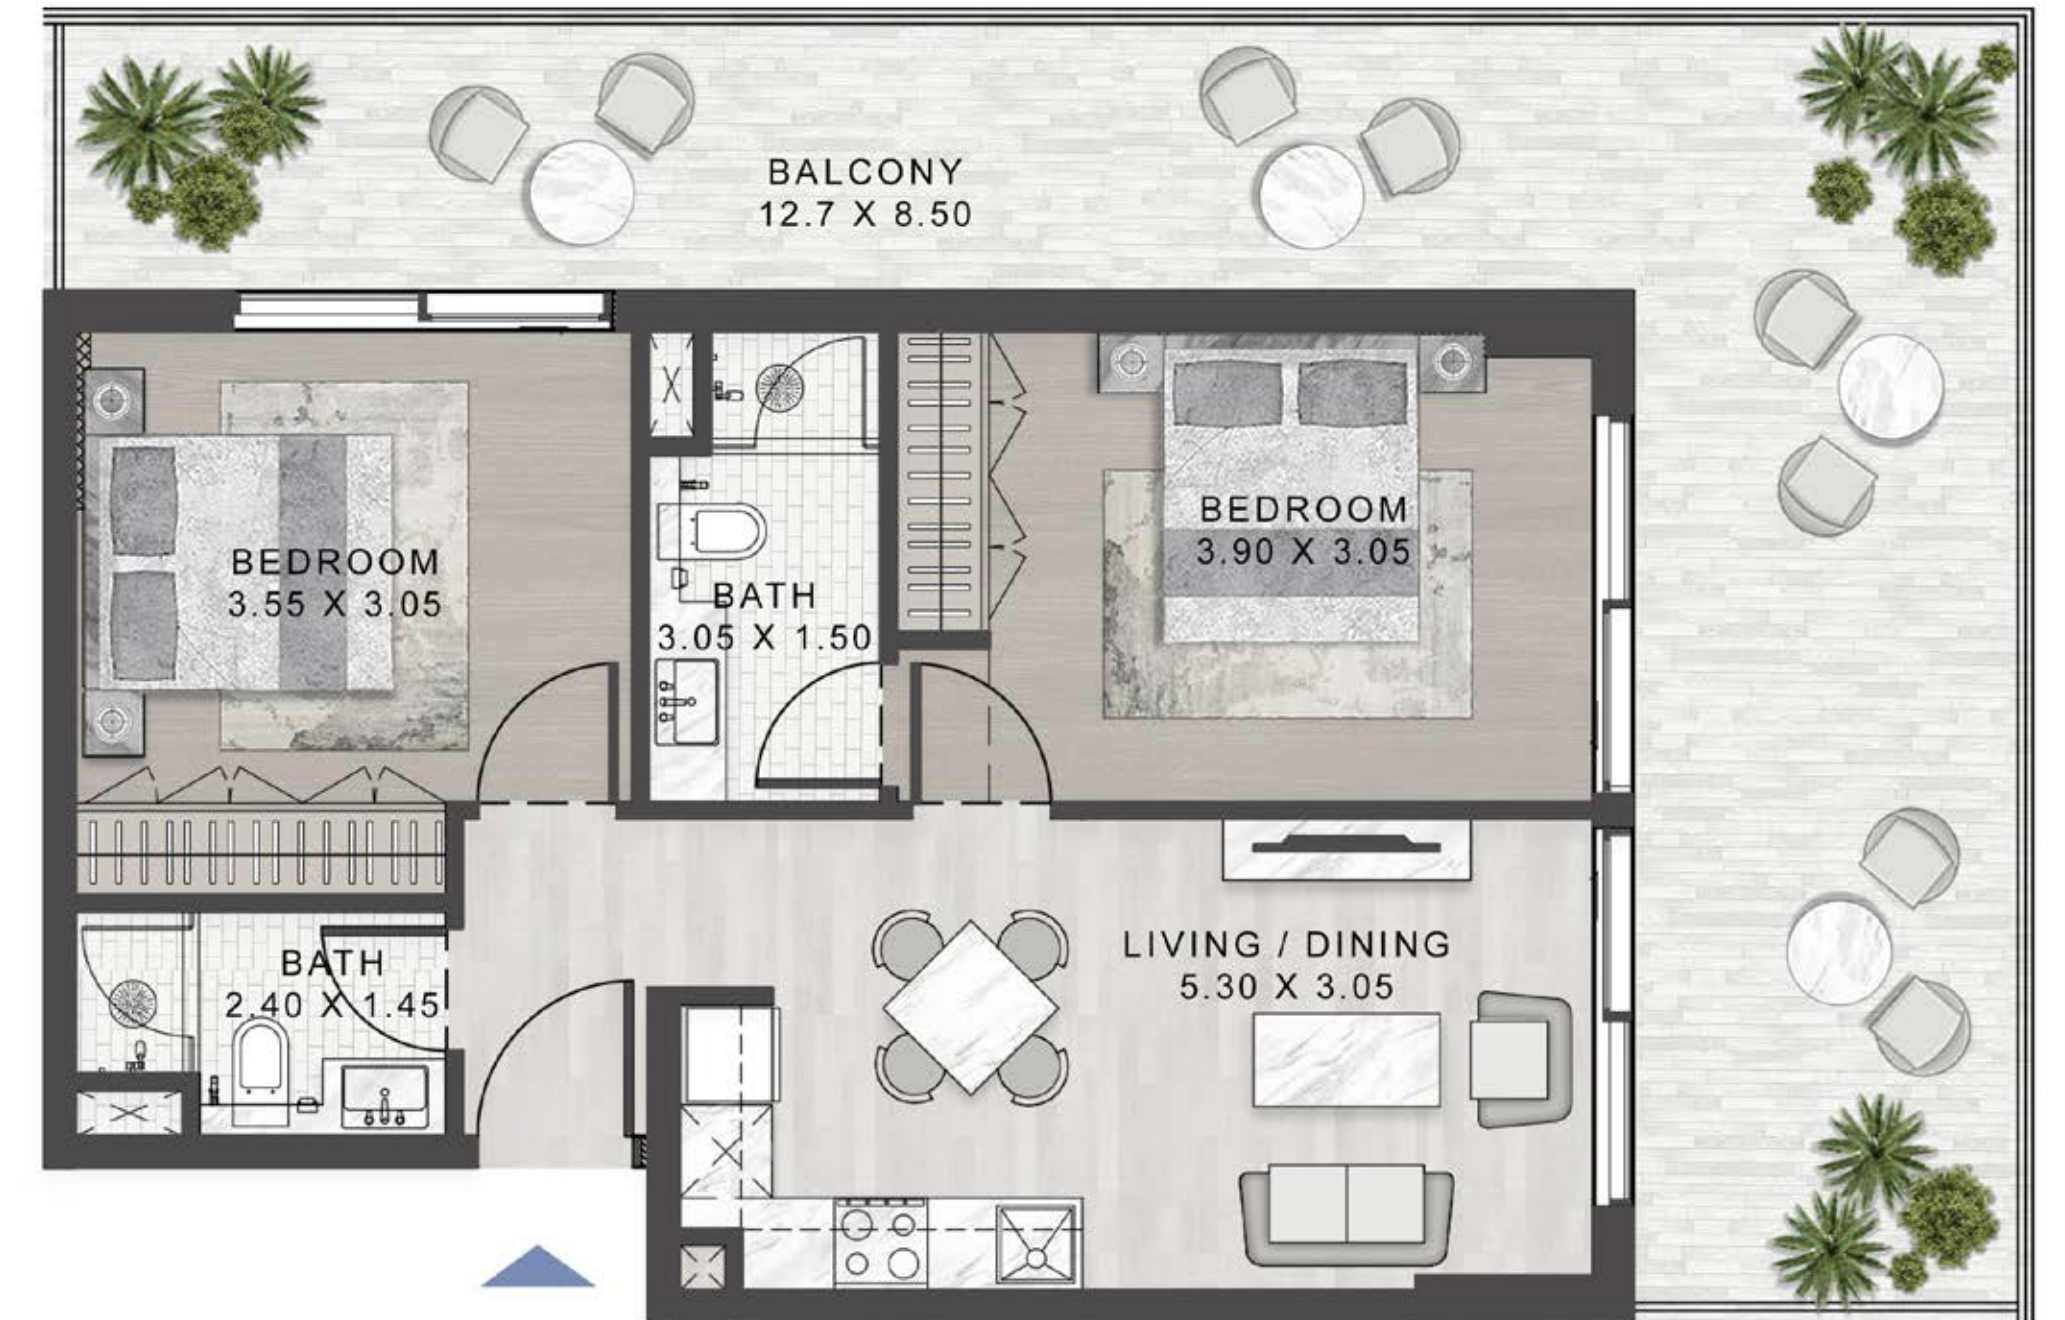 BALCONY
12.7 X 8.50
BEDROOM
3.90 X 3.05
BEDROOM
3.55 X 3.05
BATH
3.05 X 1.50
LIVING / DINING
5.30 X 3.05
BATH
2.40 X 1.45